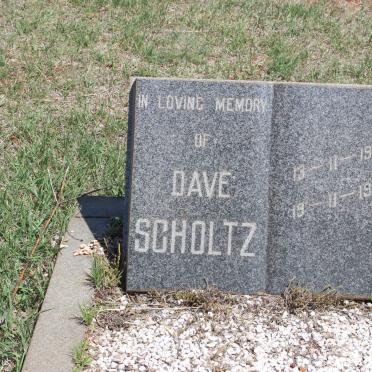 IN LOVING MEMORY
OF
DAVE
SCHOLTZ
13-11-19
19-11-19